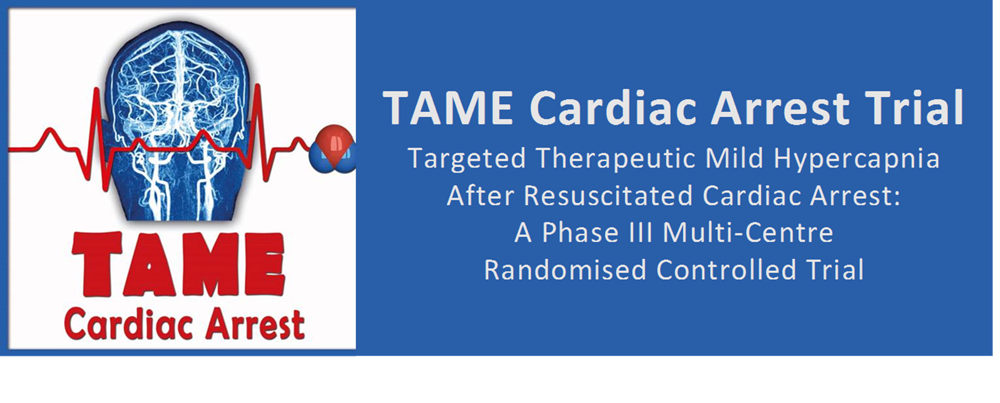 TAME
Cardiac Arrest
TAME Cardiac Arrest Trial
Targeted Therapeutic Mild Hypercapnia
After Resuscitated Cardiac Arrest:
A Phase III Multi-Centre
Randomised Controlled Trial